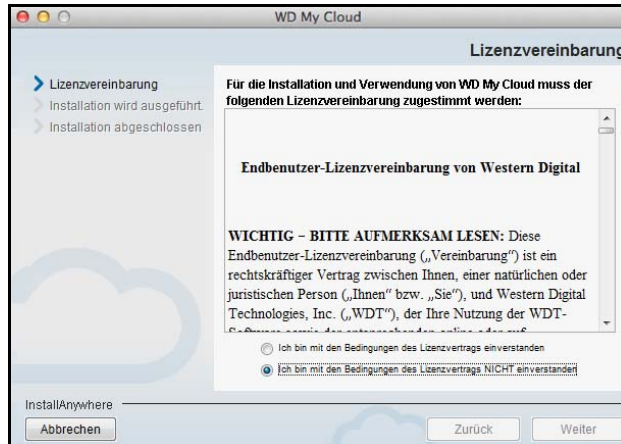 WD My Cloud
Lizenzvereinbarung
Lizenzvereinbarung
Installation wird ausgeführt.
Installation abgeschlossen
Für die Installation und Verwendung von WD My Cloud muss der
folgenden Lizenzvereinbarung zugestimmt werden:
Endbenutzer-Lizenzvereinbarung von Western Digital
WICHTIG – BITTE AUFMERKSAM LESEN: Diese
Endbenutzer-Lizenzvereinbarung („Vereinbarung“) ist ein
rechtskräftiger Vertrag zwischen Ihnen, einer natürlichen oder
juristischen Person („Ihnen“ bzw. „Sie“), und Western Digital
Technologies, Inc. („WDT“), der Ihre Nutzung der WDT-
Ich bin mit den Bedingungen des Lizenzvertrags einverstanden
Ich bin mit den Bedingungen des Lizenzvertrags NICHT einverstanden
InstallAnywhere
Abbrechen
Zurück
Weiter